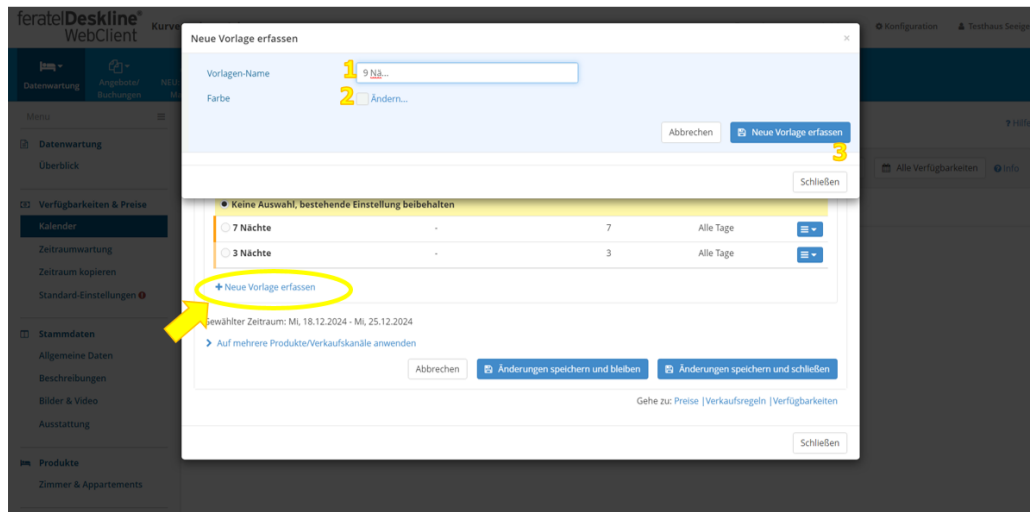 feratel Deskline®
WebClient
Kurve
Konfiguration
Testhaus Seeige
Datenwartung
Angebote/
Buchungen
NEU:
Ma
Menü
? Hilfe
Datenwartung
Überblick
Alle Verfügbarkeiten
Info
Verfügbarkeiten & Preise
Kalender
Zeitraumwartung
Zeitraum kopieren
Standard-Einstellungen
Stammdaten
Allgemeine Daten
Beschreibungen
Bilder & Video
Ausstattung
Produkte
Zimmer & Appartements
Neue Vorlage erfassen ×
Vorlagen-Name 1 9 Nä...
Farbe 2 Ändern...
Abbrechen Neue Vorlage erfassen
3
Schließen
Keine Auswahl, bestehende Einstellung beibehalten
7 Nächte - 7 Alle Tage
3 Nächte - 3 Alle Tage
+ Neue Vorlage erfassen
Gewählter Zeitraum: Mi, 18.12.2024 - Mi, 25.12.2024
Auf mehrere Produkte/Verkaufskanäle anwenden
Abbrechen Änderungen speichern und bleiben Änderungen speichern und schließen
Gehe zu: Preise |Verkaufsregeln |Verfügbarkeiten
Schließen